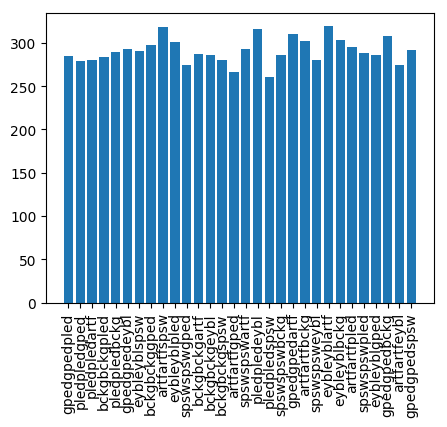 300
250
200
150
100
50
0
gpedgpedpled
pledpledgped
pledpledartf
bckgbckgpled
pledpledbckg
gpedgpedeybl
eybleyblspsw
bckgbckggped
artfartfspsw
eybleyblpled
spswspswgped
bckgbckgartf
bckgbckgeybl
bckgbckgspsw
artfartfgped
spswspswartf
pledpledeybl
pledpledspsw
spswspswbckg
gpedgpedartf
artfartfbckg
spswspsweybl
eybleyblartf
eybleyblbckg
artfartfpled
spswspswpled
eybleyblgped
gpedgpedbckg
artfartfeybl
gpedgpedspsw